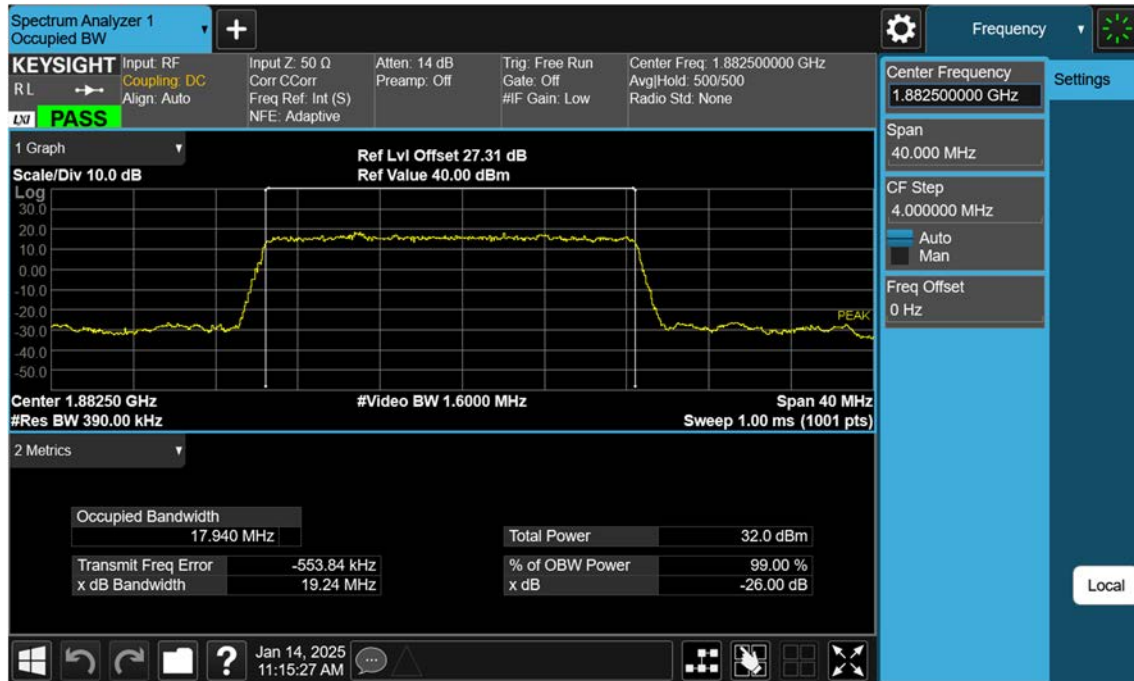 Spectrum Analyzer 1
Occupied BW
+
Frequency
KEYSIGHT
RL
LXI
PASS
Input: RF
Coupling: DC
Align: Auto
Input Z: 50 Ω
Corr CCorr
Freq Ref: Int (S)
NFE: Adaptive
Atten: 14 dB
Preamp: Off
Trig: Free Run
Gate: Off
#IF Gain: Low
Center Freq: 1.882500000 GHz
Avg|Hold: 500/500
Radio Std: None
1 Graph
Scale/Div 10.0 dB
Ref Lvl Offset 27.31 dB
Ref Value 40.00 dBm
Log
30.0
20.0
10.0
0.00
-10.0
-20.0
-30.0
-40.0
-50.0
PEAK
Center 1.88250 GHz
#Video BW 1.6000 MHz
Span 40 MHz
#Res BW 390.00 kHz
Sweep 1.00 ms (1001 pts)
2 Metrics
Occupied Bandwidth
17.940 MHz
Total Power 32.0 dBm
Transmit Freq Error -553.84 kHz
% of OBW Power 99.00 %
x dB Bandwidth 19.24 MHz
x dB -26.00 dB
Center Frequency
1.882500000 GHz
Settings
Span
40.000 MHz
CF Step
4.000000 MHz
Auto
Man
Freq Offset
0 Hz
Local
?
Jan 14, 2025
11:15:27 AM